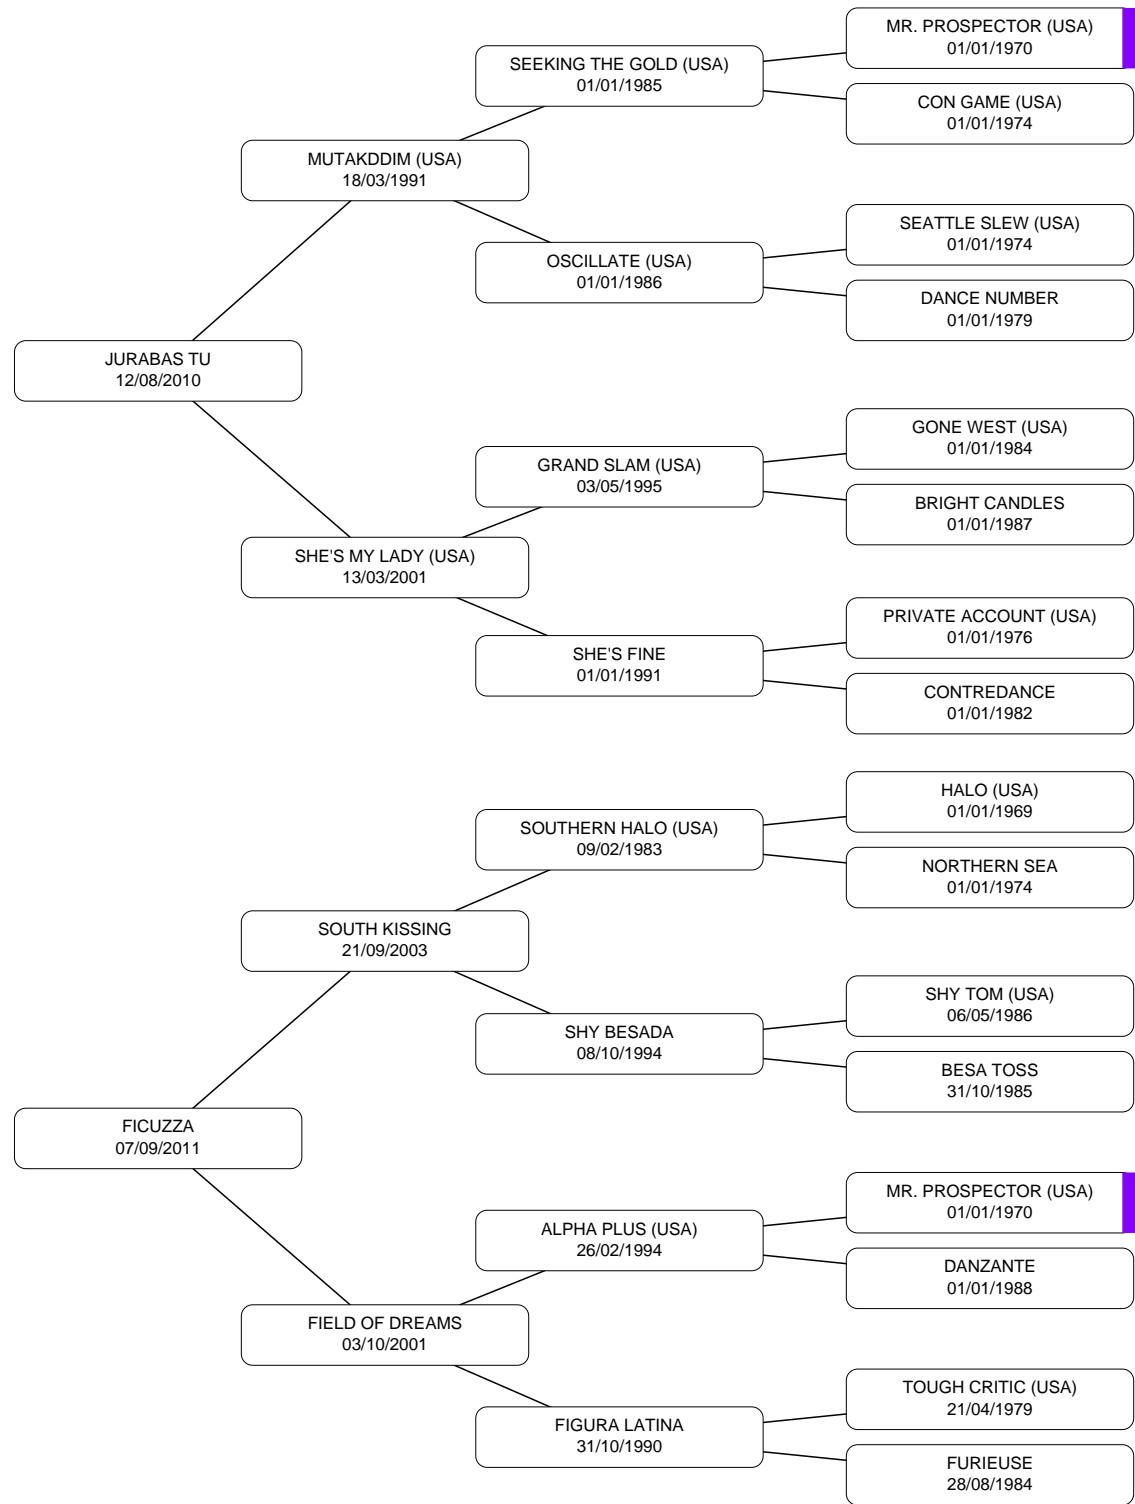 MR. PROSPECTOR (USA)
01/01/1970
SEEKING THE GOLD (USA)
01/01/1985
CON GAME (USA)
01/01/1974
MUTAKDDIM (USA)
18/03/1991
SEATTLE SLEW (USA)
01/01/1974
OSCILLATE (USA)
01/01/1986
DANCE NUMBER
01/01/1979
JURABAS TU
12/08/2010
GONE WEST (USA)
01/01/1984
GRAND SLAM (USA)
03/05/1995
BRIGHT CANDLES
01/01/1987
SHE'S MY LADY (USA)
13/03/2001
PRIVATE ACCOUNT (USA)
01/01/1976
SHE'S FINE
01/01/1991
CONTREDANCE
01/01/1982
HALO (USA)
01/01/1969
SOUTHERN HALO (USA)
09/02/1983
NORTHERN SEA
01/01/1974
SOUTH KISSING
21/09/2003
SHY TOM (USA)
06/05/1986
SHY BESADA
08/10/1994
BESA TOSS
31/10/1985
FICUZZA
07/09/2011
MR. PROSPECTOR (USA)
01/01/1970
ALPHA PLUS (USA)
26/02/1994
DANZANTE
01/01/1988
FIELD OF DREAMS
03/10/2001
TOUGH CRITIC (USA)
21/04/1979
FIGURA LATINA
31/10/1990
FURIEUSE
28/08/1984